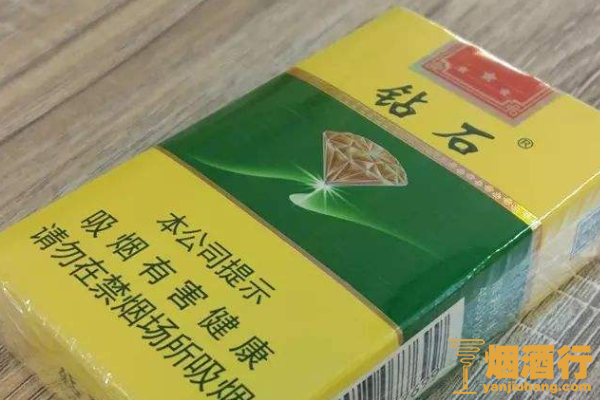 钻石®
本公司提示
吸烟有害健康
请勿在禁烟场所吸烟
烟酒行
yanjiuhang.com